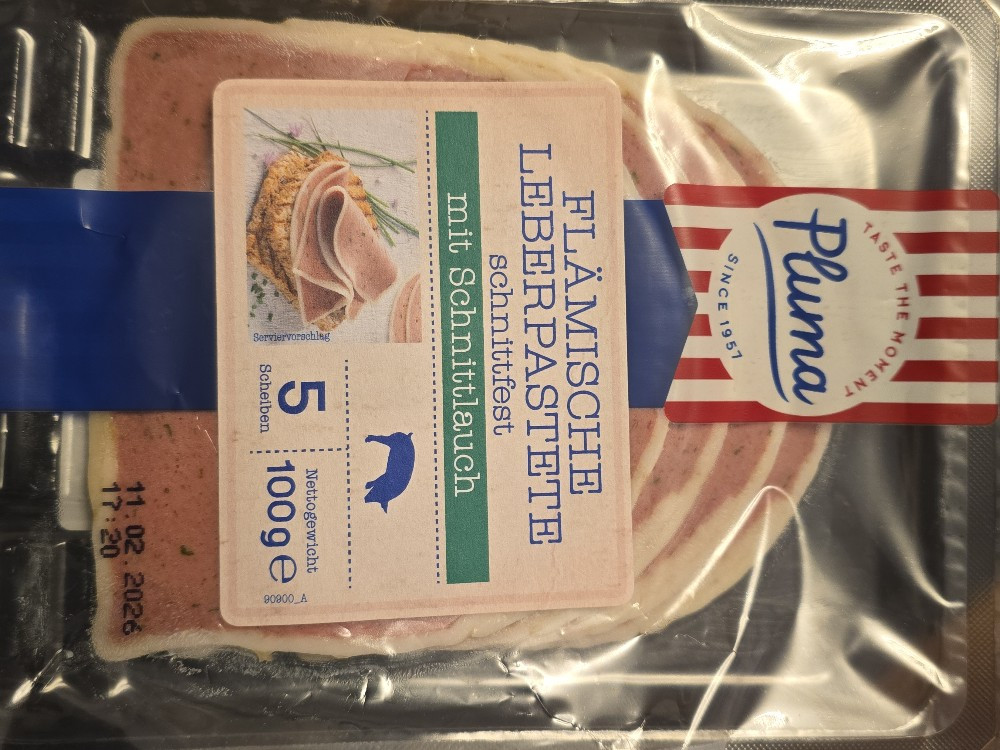 Pluma
TASTE THE MOMENT
SINCE 1957
FLÄMISCHE
LEBERPASTETE
schnittfest
mit Schnittlauch
Serviervorschlag
5
Scheiben
Nettogewicht
100g e
90900_A
11.02.2026
17:20